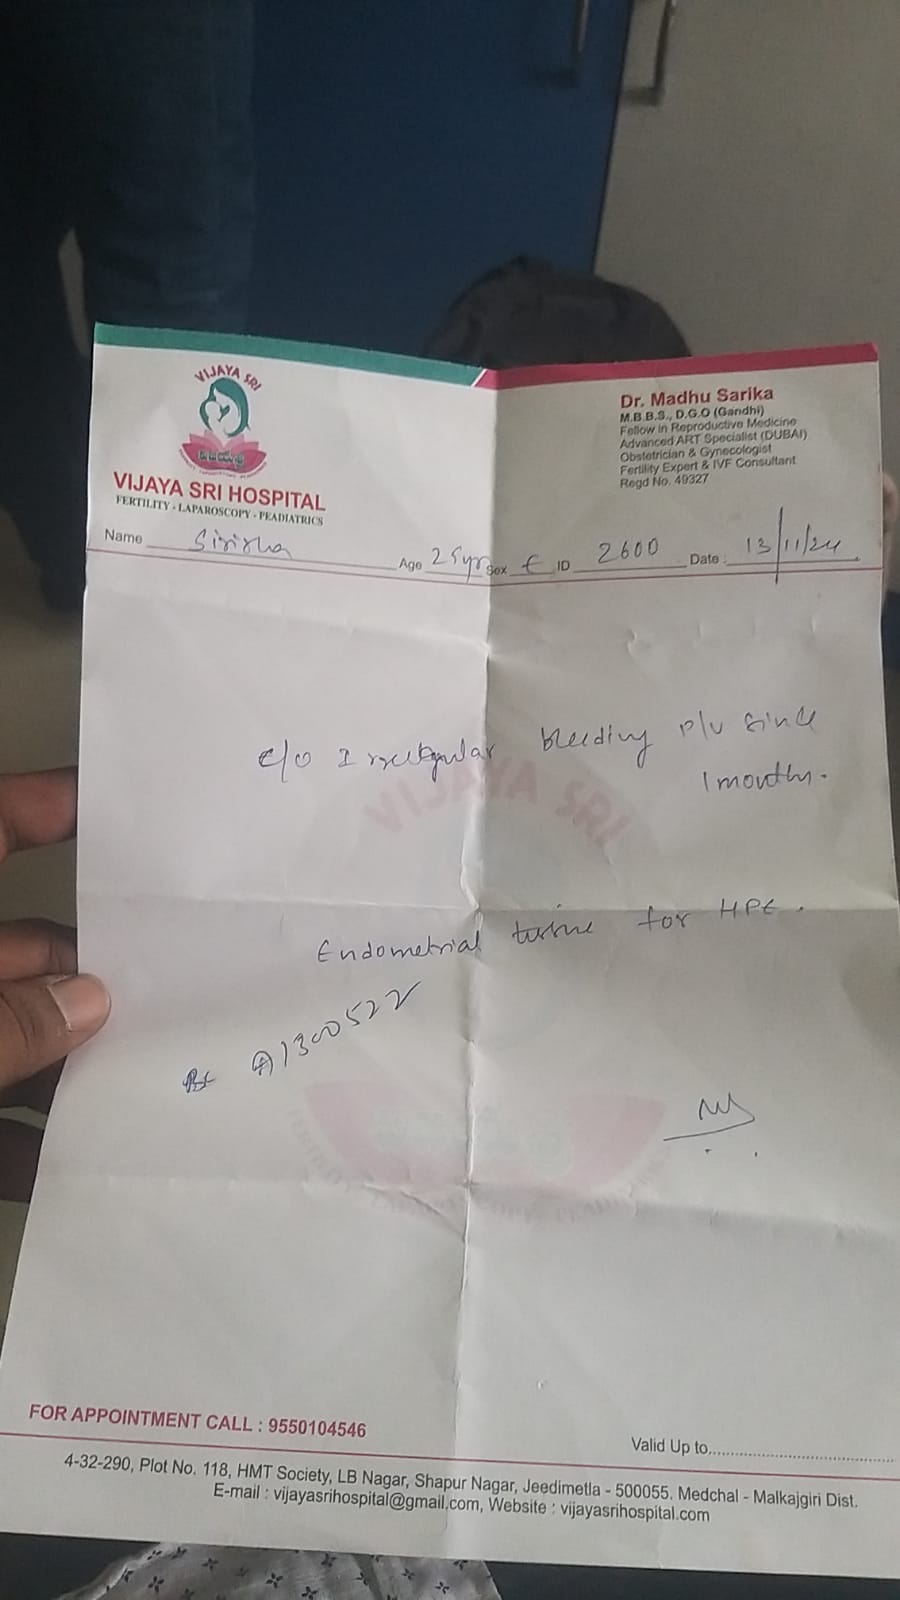 VIJAYA SRI
VIJAYA SRI HOSPITAL
FERTILITY - LAPAROSCOPY - PEADIATRICS
Dr. Madhu Sarika
M.B.B.S., D.G.O (Gandhi)
Fellow in Reproductive Medicine
Advanced ART Specialist (DUBAI)
Obstetrician & Gynecologist
Fertility Expert & IVF Consultant
Regd No. 49327
Name Sirisha Age 25yr Sex F ID 2600 Date : 13/11/24
c/o Irregular bleeding P/V since
1 month.
VIJAYA SRI
Endometrial for HPE.
A1300522
FOR APPOINTMENT CALL : 9550104546
Valid Up to
4-32-290, Plot No. 118, HMT Society, LB Nagar, Shapur Nagar, Jeedimetla - 500055. Medchal - Malkajgiri Dist.
E-mail : vijayasrihospital@gmail.com, Website : vijayasrihospital.com